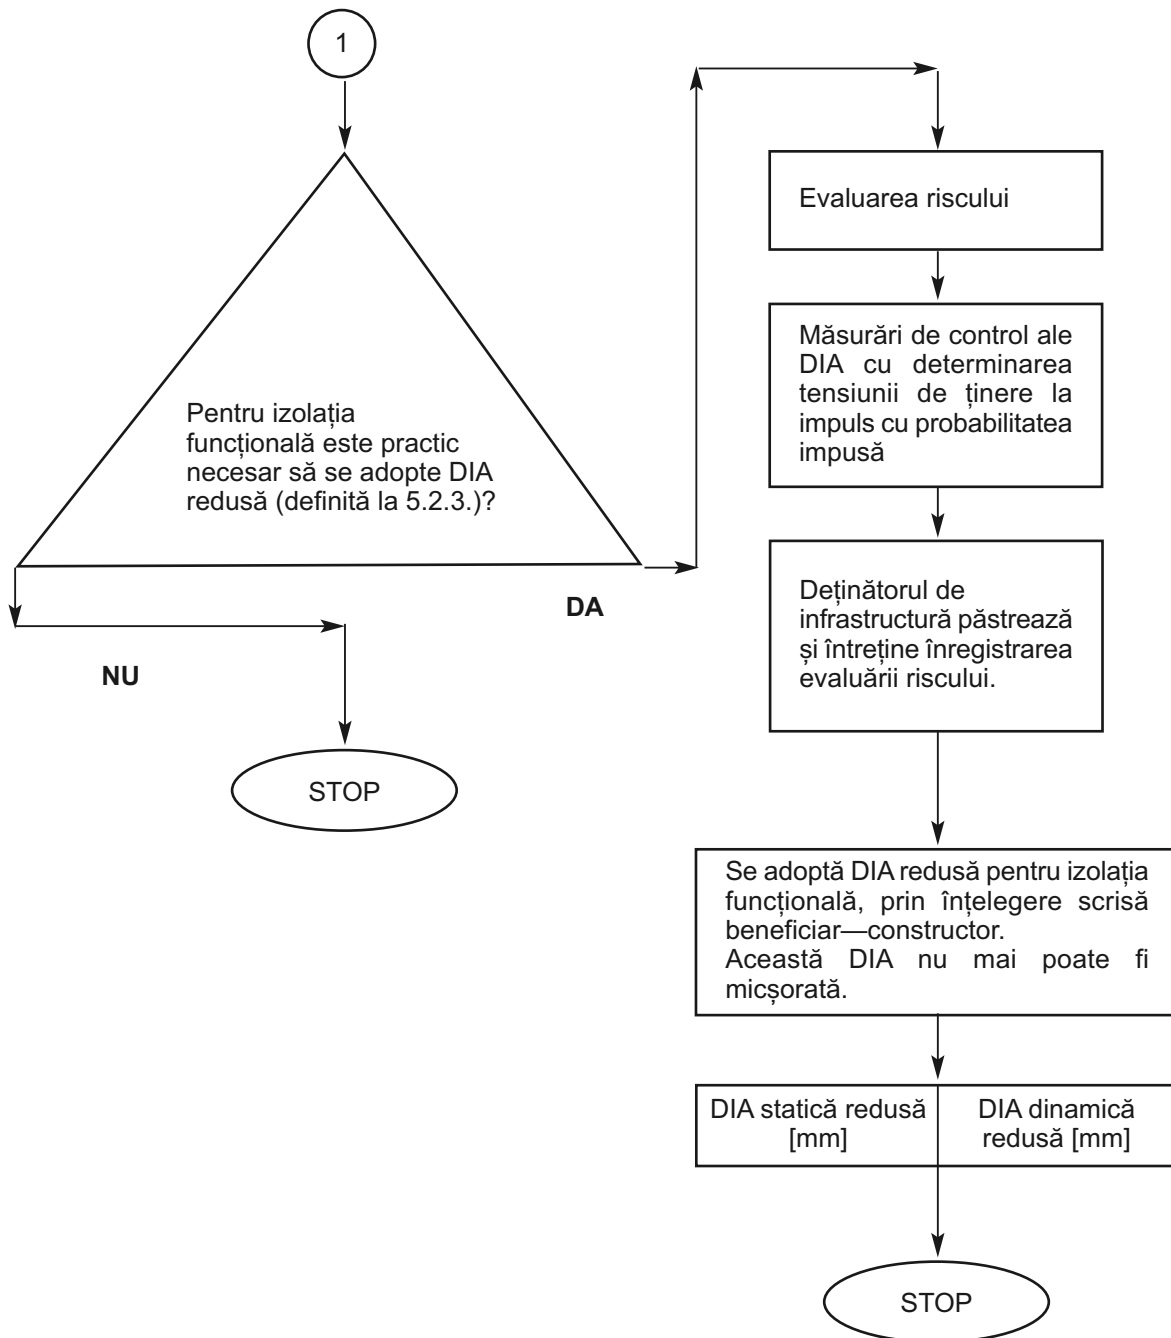 1
Pentru izolația
funcțională este practic
necesar să se adopte DIA
redusă (definită la 5.2.3.)?
DA
NU
STOP
Evaluarea riscului
Măsurări de control ale
DIA cu determinarea
tensiunii de ținere la
impuls cu probabilitatea
impusă
Deținătorul de
infrastructură păstrează
și întreține înregistrarea
evaluării riscului.
Se adoptă DIA redusă pentru izolația
funcțională, prin înțelegere scrisă
beneficiar—constructor.
Această DIA nu mai poate fi
micșorată.
DIA statică redusă
[mm]
DIA dinamică
redusă [mm]
STOP